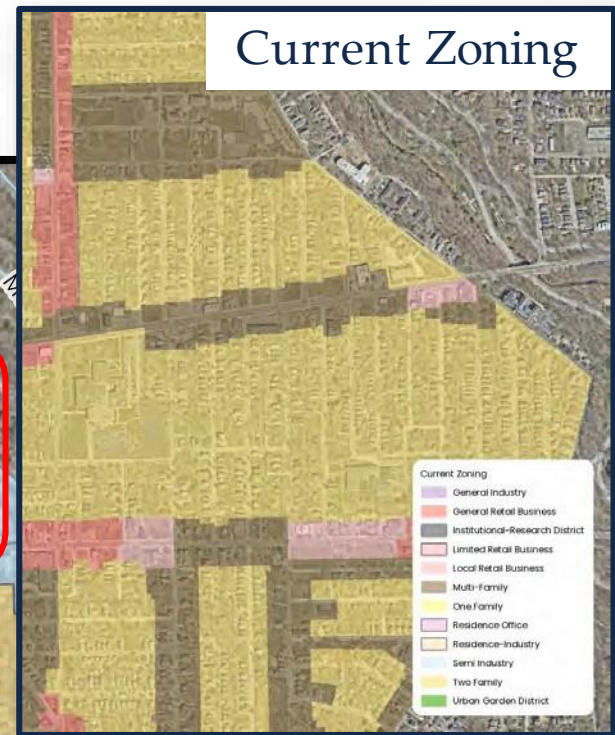 Current Zoning
M
Current Zoning
General Industry
General Retail Business
Institutional-Research District
Limited Retail Business
Local Retail Business
Multi-Family
One Family
Residence Office
Residence-Industry
Semi Industry
Two Family
Urban Garden District